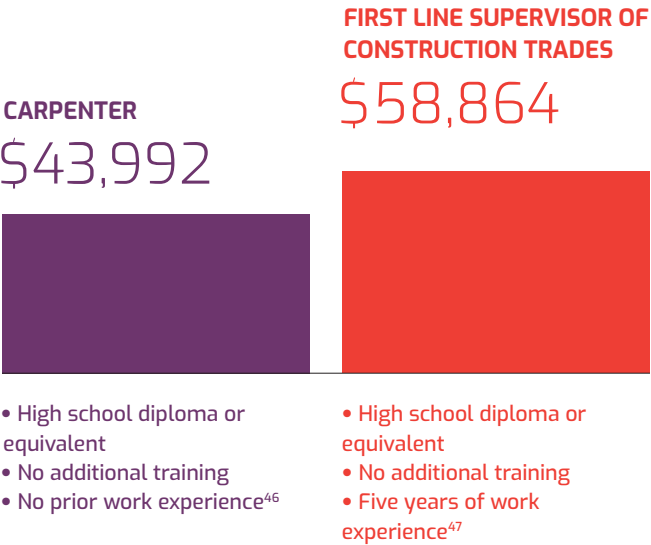 CARPENTER
$43,992
• High school diploma or
equivalent
• No additional training
• No prior work experience46
FIRST LINE SUPERVISOR OF
CONSTRUCTION TRADES
$58,864
• High school diploma or
equivalent
• No additional training
• Five years of work
experience47